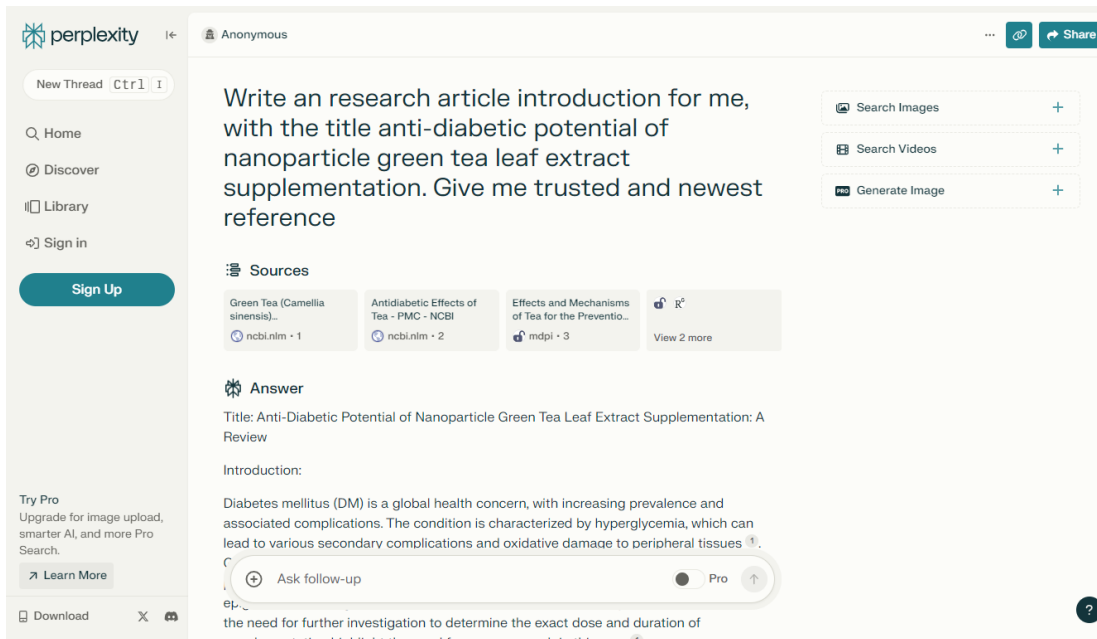 perplexity
New Thread Ctrl I
Home
Discover
Library
Sign in
Sign Up
Try Pro
Upgrade for image upload,
smarter AI, and more Pro
Search.
Learn More
Download
Anonymous
Share
Write an research article introduction for me,
with the title anti-diabetic potential of
nanoparticle green tea leaf extract
supplementation. Give me trusted and newest
reference
Sources
Green Tea (Camellia
sinensis)...
ncbi.nlm • 1
Antidiabetic Effects of
Tea - PMC - NCBI
ncbi.nlm • 2
Effects and Mechanisms
of Tea for the Preventio...
mdpi • 3
R⁶
View 2 more
Answer
Title: Anti-Diabetic Potential of Nanoparticle Green Tea Leaf Extract Supplementation: A
Review
Introduction:
Diabetes mellitus (DM) is a global health concern, with increasing prevalence and
associated complications. The condition is characterized by hyperglycemia, which can
lead to various secondary complications and oxidative damage to peripheral tissues 1.
Ask follow-up
Pro
the need for further investigation to determine the exact dose and duration of
Search Images
Search Videos
PRO Generate Image
?